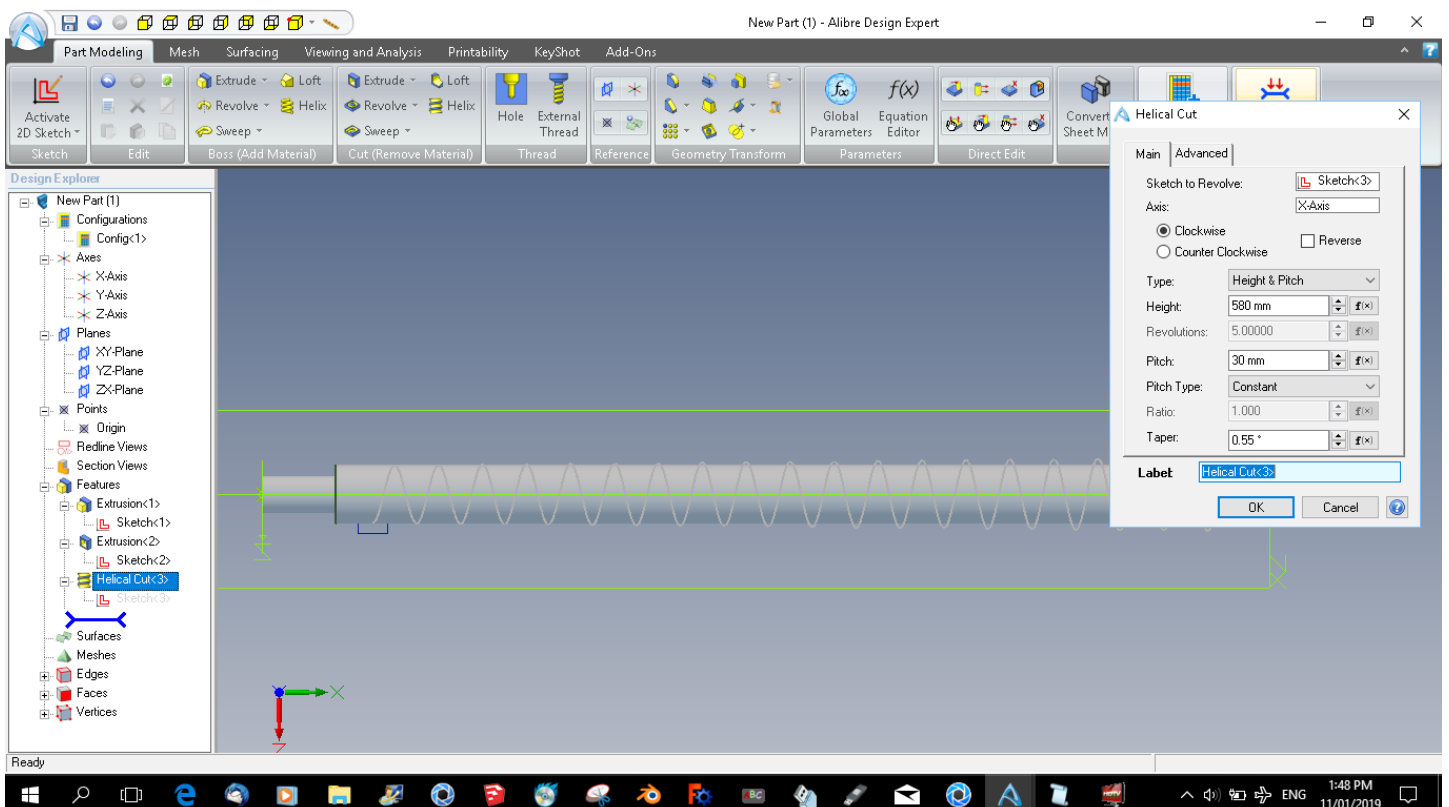 New Part (1) - Alibre Design Expert
Part Modeling Mesh Surfacing Viewing and Analysis Printability KeyShot Add-Ons
Activate
2D Sketch
Sketch
Edit
Extrude Loft
Revolve Helix
Sweep
Boss (Add Material)
Extrude Loft
Revolve Helix
Sweep
Cut (Remove Material)
Hole
External
Thread
Thread
Reference
Geometry Transform
Global
Parameters
Equation
Editor
Parameters
Direct Edit
Convert
Sheet M
Design Explorer
New Part (1)
Configurations
Config<1>
Axes
X-Axis
Y-Axis
Z-Axis
Planes
XY-Plane
YZ-Plane
ZX-Plane
Points
Origin
Redline Views
Section Views
Features
Extrusion<1>
Sketch<1>
Extrusion<2>
Sketch<2>
Helical Cut<3>
Sketch<3>
Surfaces
Meshes
Edges
Faces
Vertices
X
Z
Helical Cut
Main Advanced
Sketch to Revolve: Sketch<3>
Axis: X-Axis
Clockwise
Counter Clockwise
Reverse
Type: Height & Pitch
Height: 580 mm f(x)
Revolutions: 5.00000 f(x)
Pitch: 30 mm f(x)
Pitch Type: Constant
Ratio: 1.000 f(x)
Taper: 0.55 ° f(x)
Label: Helical Cut<3>
OK Cancel
Ready
ABC
ENG
1:48 PM
11/01/2019